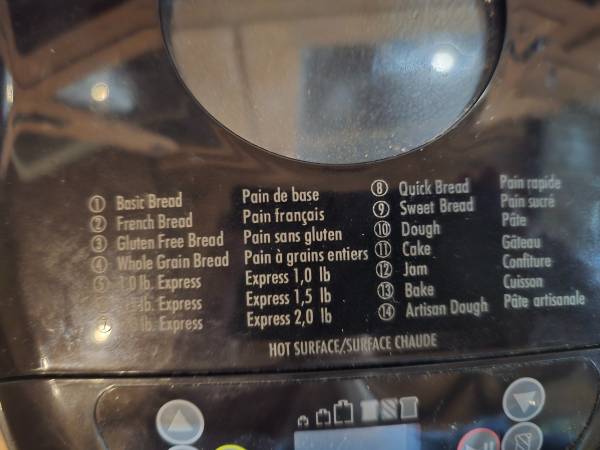 ① Basic Bread Pain de base
② French Bread Pain français
③ Gluten Free Bread Pain sans gluten
④ Whole Grain Bread Pain à grains entiers
⑤ 1.0 lb. Express Express 1,0 lb
lb. Express Express 1,5 lb
lb. Express Express 2,0 lb
⑧ Quick Bread Pain rapide
⑨ Sweet Bread Pain sucré
⑩ Dough Pâte
⑪ Cake Gâteau
⑫ Jam Confiture
⑬ Bake Cuisson
⑭ Artisan Dough Pâte artisanale
HOT SURFACE/SURFACE CHAUDE